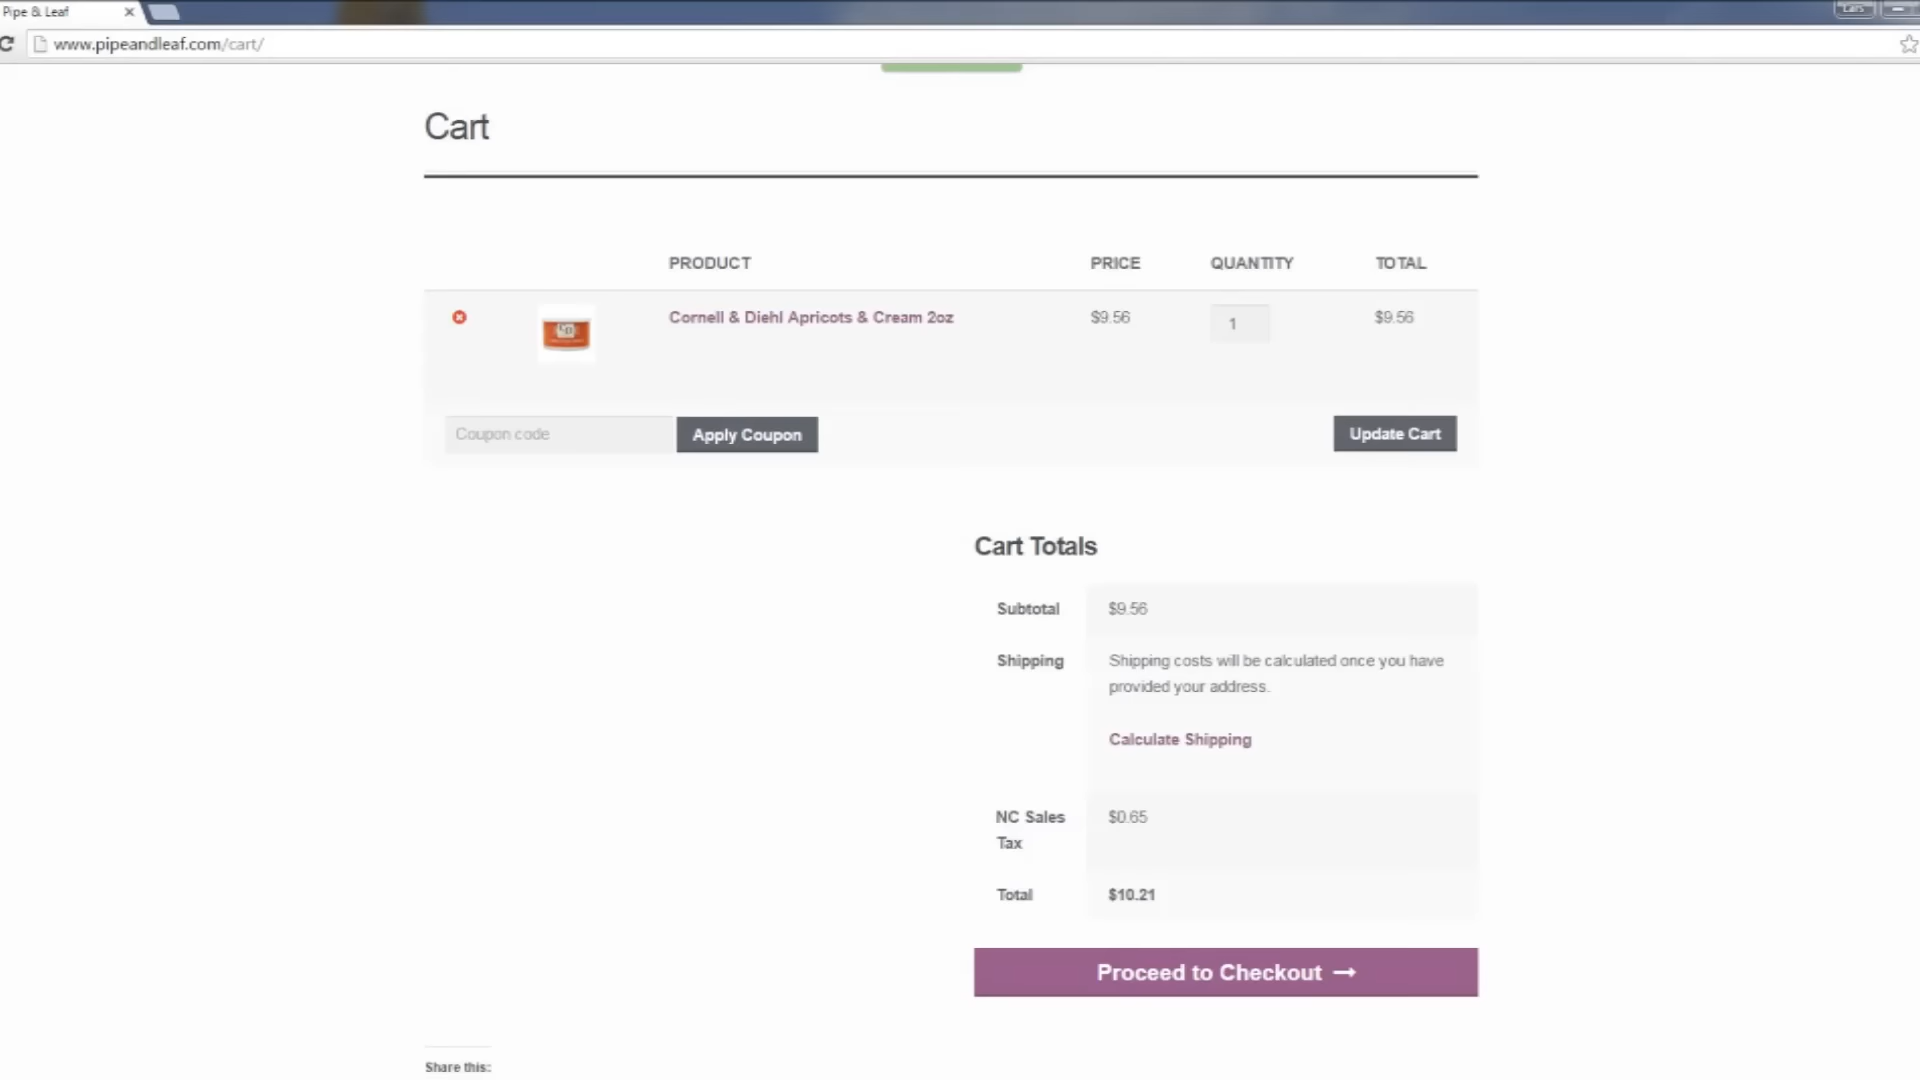 Pipe & Leaf
www.pipeandleaf.com/cart/
Cart
PRODUCT PRICE QUANTITY TOTAL
Cornell & Diehl Apricots & Cream 2oz $9.56 1 $9.56
Coupon code Apply Coupon Update Cart
Cart Totals
Subtotal $9.56
Shipping Shipping costs will be calculated once you have
provided your address.
Calculate Shipping
NC Sales $0.65
Tax
Total $10.21
Proceed to Checkout →
Share this: